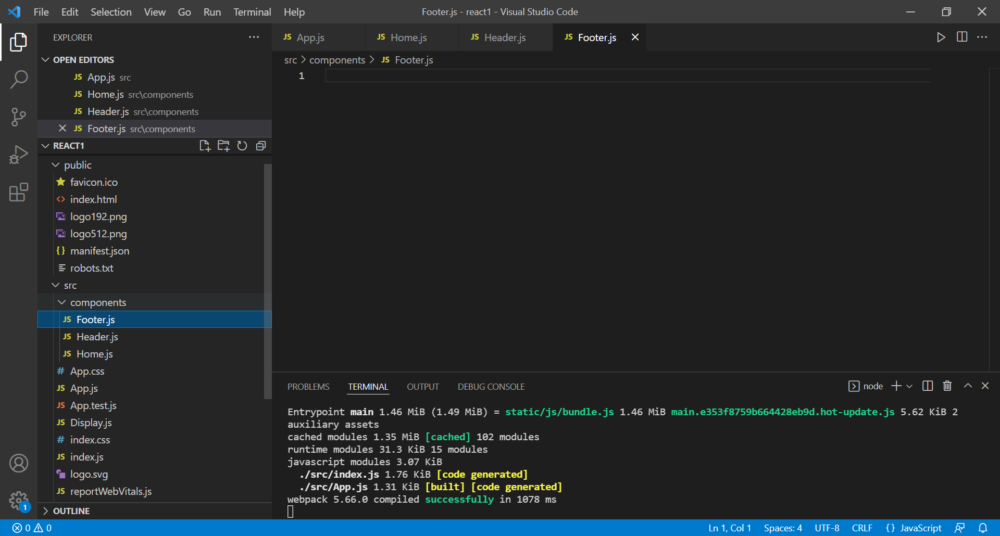 File Edit Selection View Go Run Terminal Help Footer.js - react1 - Visual Studio Code
EXPLORER
OPEN EDITORS
JS App.js src
JS Home.js src\components
JS Header.js src\components
JS Footer.js src\components
REACT1
public
favicon.ico
index.html
logo192.png
logo512.png
{} manifest.json
robots.txt
src
components
JS Footer.js
JS Header.js
JS Home.js
# App.css
JS App.js
JS App.test.js
JS Display.js
# index.css
JS index.js
logo.svg
JS reportWebVitals.js
OUTLINE
1
JS App.js JS Home.js JS Header.js JS Footer.js
src > components > JS Footer.js
1
PROBLEMS TERMINAL OUTPUT DEBUG CONSOLE node
Entrypoint main 1.46 MiB (1.49 MiB) = static/js/bundle.js 1.46 MiB main.e353f8759b664428eb9d.hot-update.js 5.62 KiB 2
auxiliary assets
cached modules 1.35 MiB [cached] 102 modules
runtime modules 31.3 KiB 15 modules
javascript modules 3.07 KiB
./src/index.js 1.76 KiB [code generated]
./src/App.js 1.31 KiB [built] [code generated]
webpack 5.66.0 compiled successfully in 1078 ms
0 0 Ln 1, Col 1 Spaces: 4 UTF-8 CRLF {} JavaScript